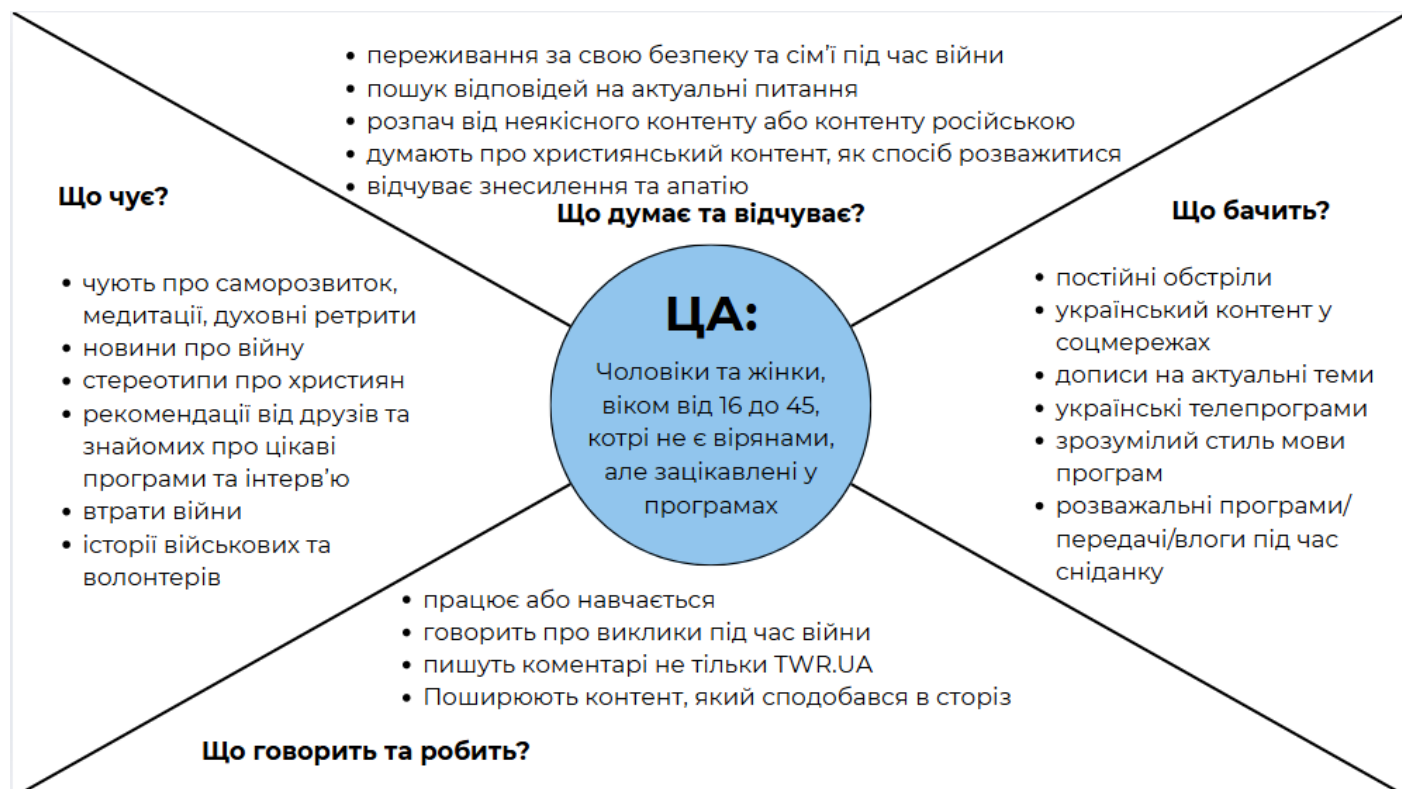 • переживання за свою безпеку та сім’ї під час війни
• пошук відповідей на актуальні питання
• розпач від неякісного контенту або контенту російською
• думають про християнський контент, як спосіб розважитися
• відчуває знесилення та апатію
Що думає та відчуває?
Що чує?
• чують про саморозвиток,
медитації, духовні ретрити
• новини про війну
• стереотипи про християн
• рекомендації від друзів та
знайомих про цікаві
програми та інтерв’ю
• втрати війни
• історії військових та
волонтерів
ЦА:
Чоловіки та жінки,
віком від 16 до 45,
котрі не є вірянами,
але зацікавлені у
програмах
Що бачить?
• постійні обстріли
• український контент у
соцмережах
• дописи на актуальні теми
• українські телепрограми
• зрозумілий стиль мови
програм
• розважальні програми/
передачі/влоги під час
сніданку
• працює або навчається
• говорить про виклики під час війни
• пишуть коментарі не тільки TWR.UA
• Поширюють контент, який сподобався в сторіз
Що говорить та робить?